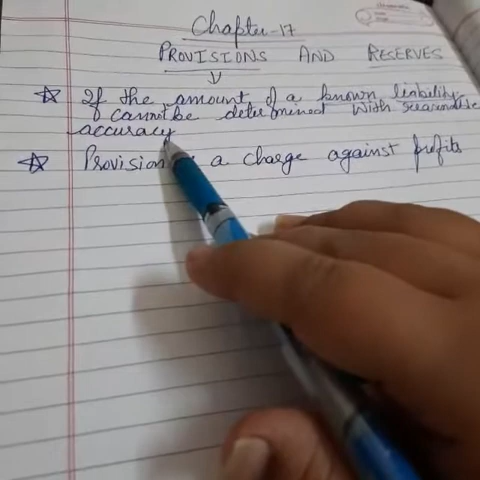 Chapter-17
PROVISIONS AND RESERVES
If the amount of a known liability
cannot be determined with reasonable
accuracy
Provision a charge against profits